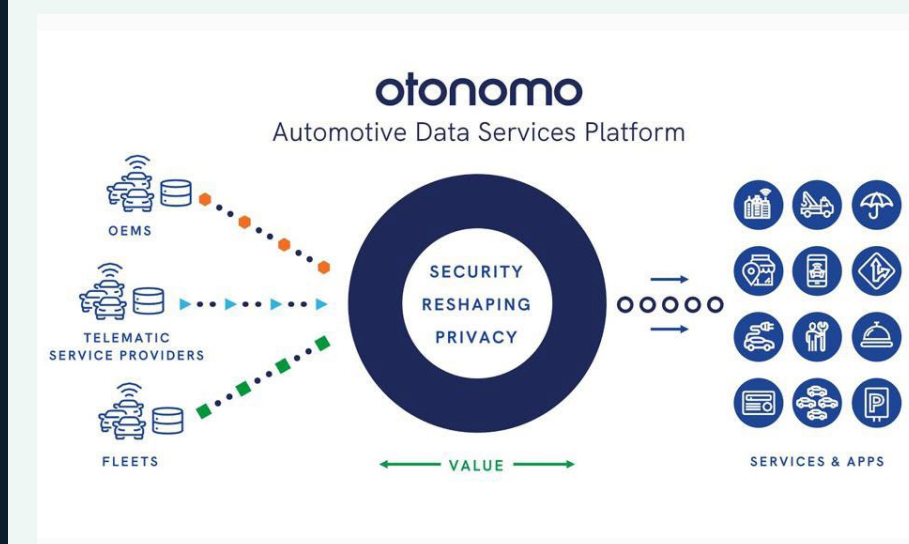 otonomo
Automotive Data Services Platform
OEMS
TELEMATIC
SERVICE PROVIDERS
FLEETS
SECURITY
RESHAPING
PRIVACY
VALUE
P
SERVICES & APPS